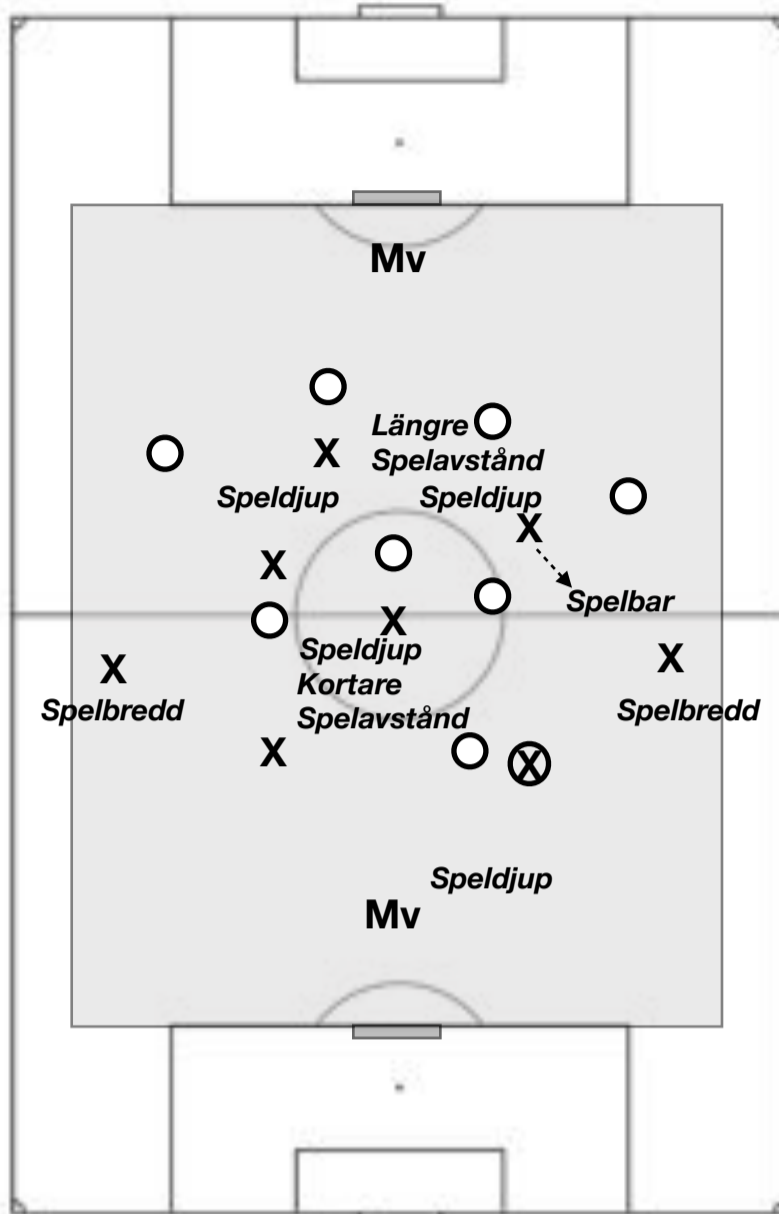 Mv
Längre
Spelavstånd
X
Speldjup
Speldjup
X
X
Spelbar
X
Speldjup
X
X
Kortare
Spelbredd
Spelbredd
Spelavstånd
X
X
Speldjup
Mv